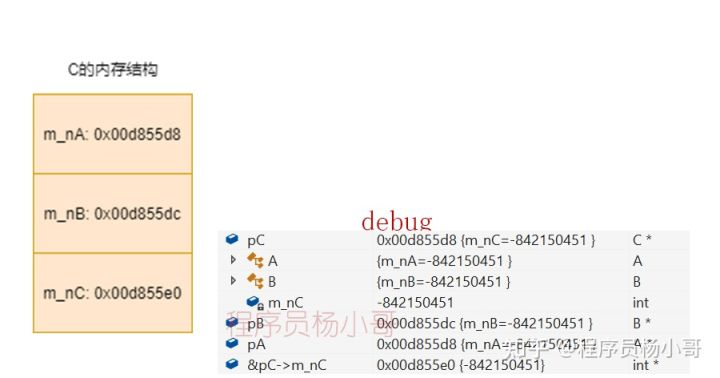 C的内存结构
m_nA: 0x00d855d8
m_nB: 0x00d855dc
m_nC: 0x00d855e0
debug
pC 0x00d855d8 {m_nC=-842150451 } C *
A {m_nA=-842150451 } A
B {m_nB=-842150451 } B
m_nC -842150451 int
pB 0x00d855dc {m_nB=-842150451 } B *
pA 0x00d855d8 {m_nA=-842150451 } A *
&pC->m_nC 0x00d855e0 {-842150451} int *
程序员杨小哥
知乎 @程序员杨小哥